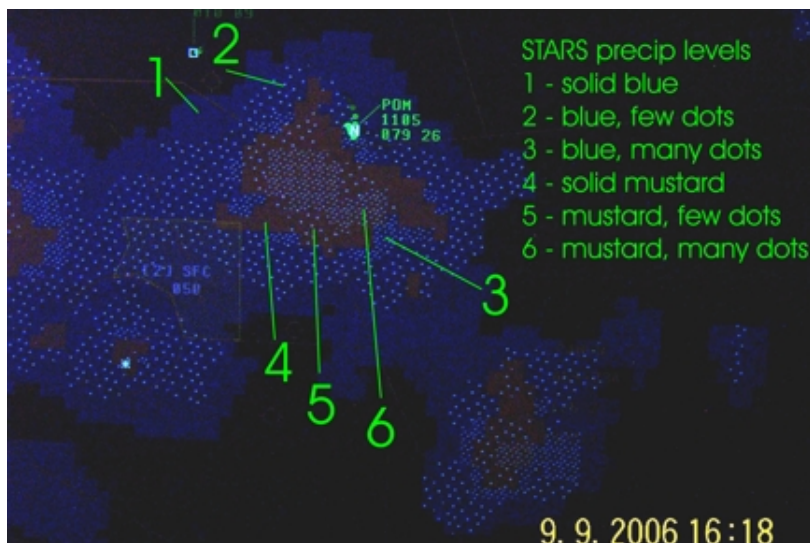 1
2
STARS precip levels
1 - solid blue
2 - blue, few dots
3 - blue, many dots
4 - solid mustard
5 - mustard, few dots
6 - mustard, many dots
PDM
1105
079 26
SFC
050
3
4
5
6
9. 9. 2006 16:18